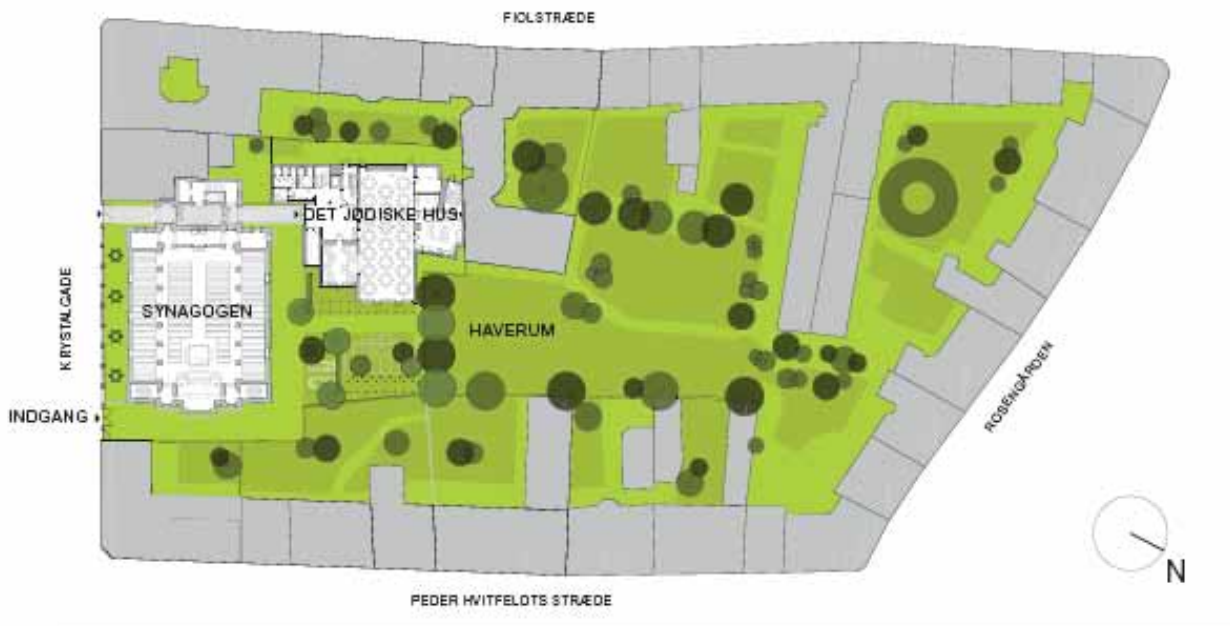 FIOLSTRÆDE
DET JØDISKE HUS
KRYSTALGADE
SYNAGOGEN
HAVERUM
INDGANG
ROSENGÅRDEN
N
PEDER HVITFELDTS STRÆDE